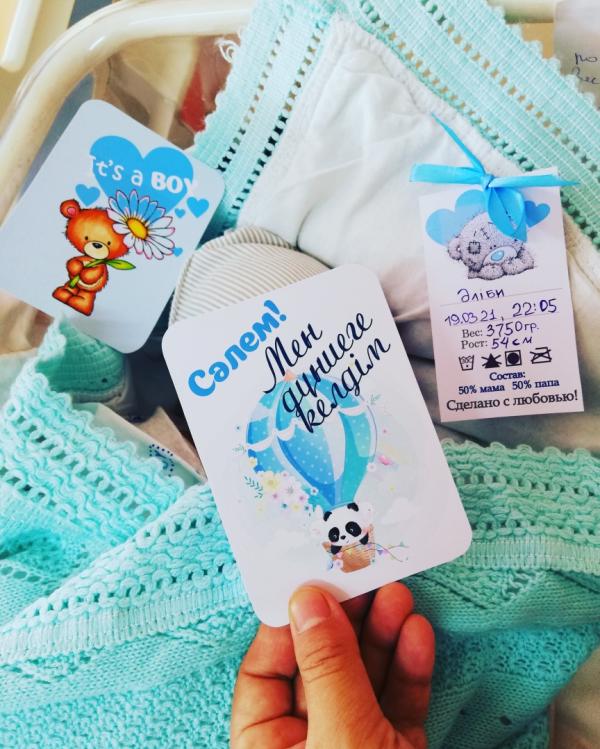 It's a BOY
Сәлем!
Мен
дүниеге
келдім
Әліби
19.03.21, 22:05
Вес: 3750гр.
Рост: 54см
Состав:
50% мама 50% папа
Сделано с любовью!